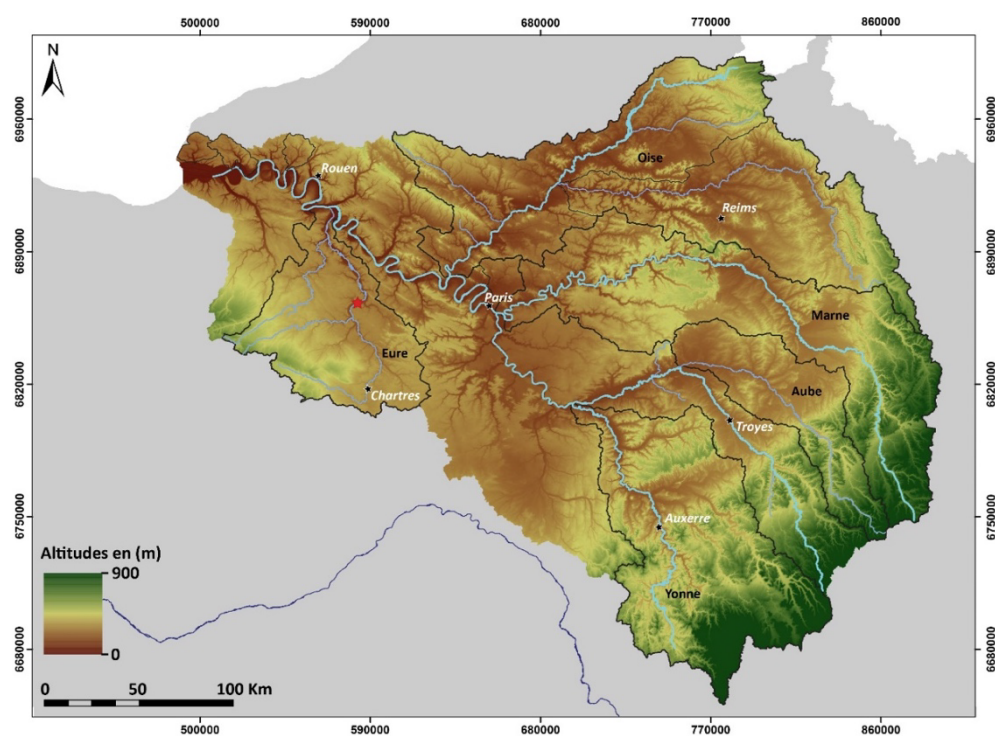 500000 590000 680000 770000 860000
N
6960000 6960000
Oise
Rouen
Reims
6890000 6890000
Paris
Marne
Eure
Aube
6820000 6820000
Chartres
Troyes
6750000 6750000
Auxerre
Altitudes en (m)
900
Yonne
0
6680000 6680000
0 50 100 Km
500000 590000 680000 770000 860000